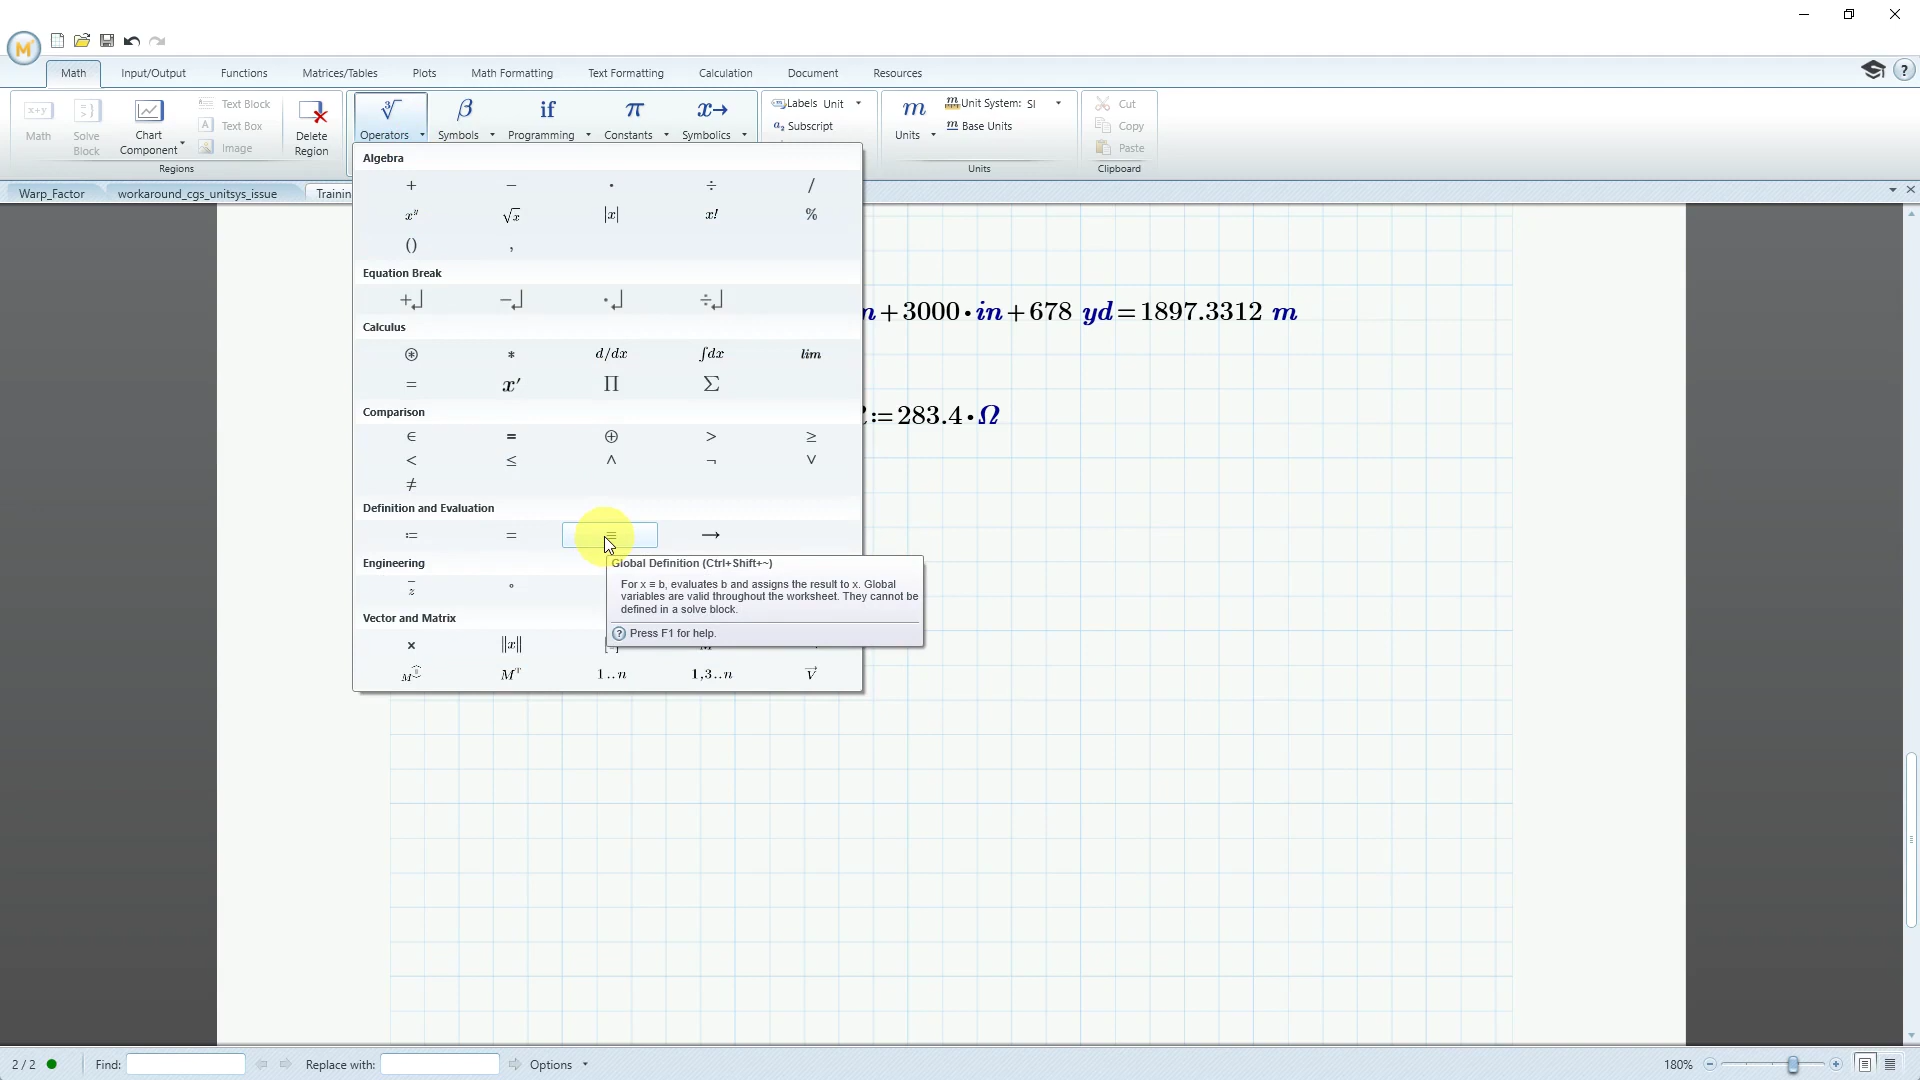 Math Input/Output Functions Matrices/Tables Plots Math Formatting Text Formatting Calculation Document Resources
Math
Solve Block
Chart Component
Text Block
Text Box
Image
Delete Region
Regions
Operators
Symbols
if Programming
π Constants
x→ Symbolics
Labels Unit
Subscript
m Units
Unit System: SI
Base Units
Units
Cut
Copy
Paste
Clipboard
Warp_Factor workaround_cgs_unitsys_issue Trainin
Algebra
+ − · ÷ /
xʸ √x |x| x! %
() ,
Equation Break
+↲ −↲ ·↲ ÷↲
Calculus
⊛ * d/dx ∫dx lim
= x′ ∏ ∑
Comparison
∈ = ⊕ > ≥
< ≤ ∧ ¬ ∨
≠
Definition and Evaluation
:= = ≡ →
Engineering
z̄ °
Global Definition (Ctrl+Shift+~)
For x ≡ b, evaluates b and assigns the result to x. Global
variables are valid throughout the worksheet. They cannot be
defined in a solve block.
Press F1 for help.
Vector and Matrix
× ||x||
Mᵀ 1..n 1,3..n V
+3000·in+678 yd=1897.3312 m
:=283.4·Ω
2/2 Find: Replace with: Options 180%